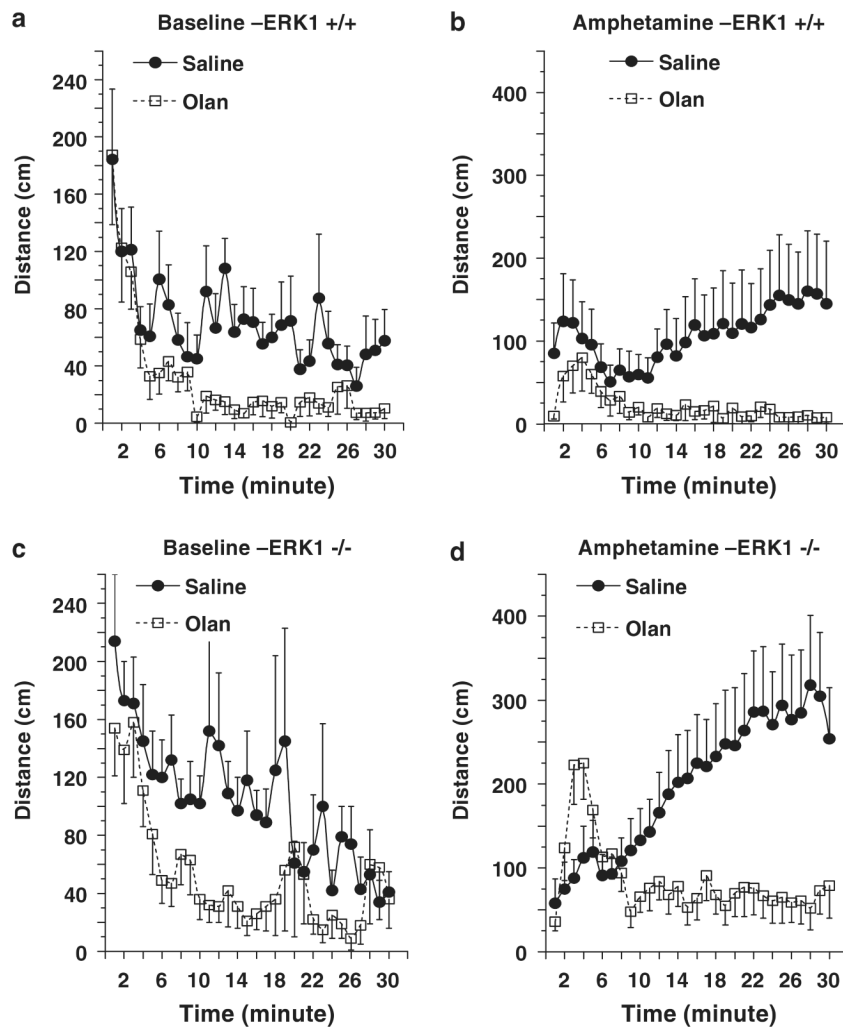 a
Baseline –ERK1 +/+
Saline
Olan
240
200
160
120
80
40
0
Distance (cm)
2 6 10 14 18 22 26 30
Time (minute)
b
Amphetamine –ERK1 +/+
Saline
Olan
400
300
200
100
0
Distance (cm)
2 6 10 14 18 22 26 30
Time (minute)
c
Baseline –ERK1 -/-
Saline
Olan
240
200
160
120
80
40
0
Distance (cm)
2 6 10 14 18 22 26 30
Time (minute)
d
Amphetamine –ERK1 -/-
Saline
Olan
400
300
200
100
0
Distance (cm)
2 6 10 14 18 22 26 30
Time (minute)